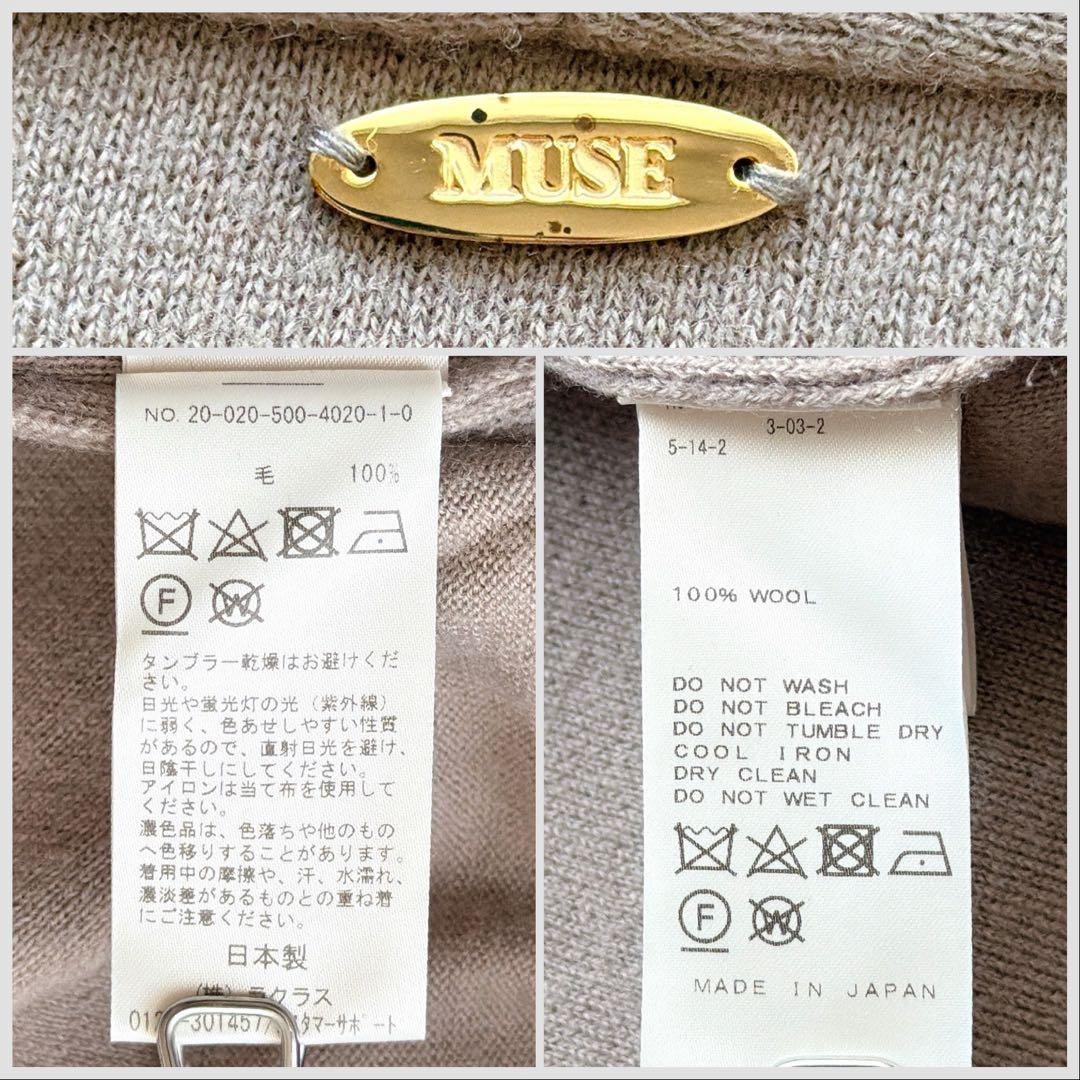 MUSE
NO. 20-020-500-4020-1-0
毛 100%
F W
タンブラー乾燥はお避けくだ
さい。
日光や蛍光灯の光（紫外線）
に弱く、色あせしやすい性質
があるので、直射日光を避け、
日陰干しにしてください。
アイロンは当て布を使用して
ください。
濃色品は、色落ちや他のもの
へ色移りすることがあります。
着用中の摩擦や、汗、水濡れ、
濃淡差があるものとの重ね着
にご注意ください。
日本製
（株）ラクラス
3-03-2
5-14-2
100% WOOL
DO NOT WASH
DO NOT BLEACH
DO NOT TUMBLE DRY
COOL IRON
DRY CLEAN
DO NOT WET CLEAN
F W
MADE IN JAPAN